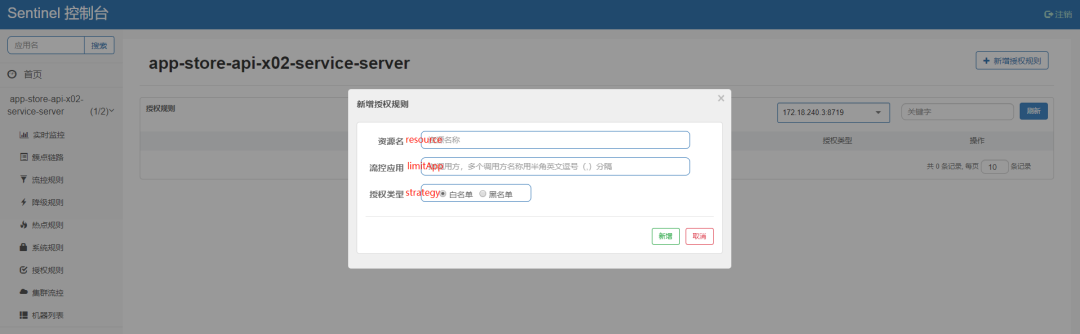 Sentinel 控制台
注销
应用名 搜索
首页
app-store-api-x02-service-server (1/2)
实时监控
簇点链路
流控规则
降级规则
热点规则
系统规则
授权规则
集群流控
机器列表
app-store-api-x02-service-server
新增授权规则
授权规则
172.18.240.3:8719 关键字 刷新
授权类型 操作
共 0 条记录, 每页 10 条记录
新增授权规则
资源名 resource 资源名称
流控应用 limitApp 调用方，多个调用方名称用半角英文逗号（,）分隔
授权类型 strategy 白名单 黑名单
新增 取消